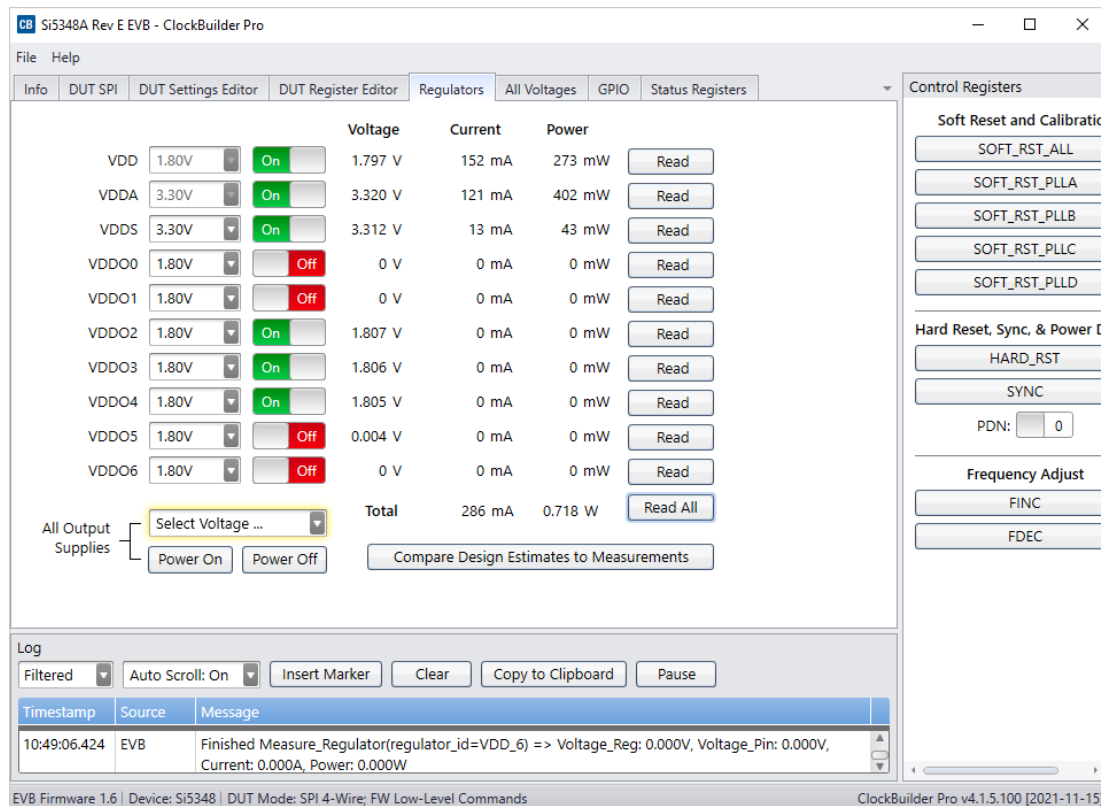 CB Si5348A Rev E EVB - ClockBuilder Pro
File Help
Info DUT SPI DUT Settings Editor DUT Register Editor Regulators All Voltages GPIO Status Registers
Voltage Current Power
VDD 1.80V On 1.797 V 152 mA 273 mW Read
VDDA 3.30V On 3.320 V 121 mA 402 mW Read
VDDS 3.30V On 3.312 V 13 mA 43 mW Read
VDDO0 1.80V Off 0 V 0 mA 0 mW Read
VDDO1 1.80V Off 0 V 0 mA 0 mW Read
VDDO2 1.80V On 1.807 V 0 mA 0 mW Read
VDDO3 1.80V On 1.806 V 0 mA 0 mW Read
VDDO4 1.80V On 1.805 V 0 mA 0 mW Read
VDDO5 1.80V Off 0.004 V 0 mA 0 mW Read
VDDO6 1.80V Off 0 V 0 mA 0 mW Read
Total 286 mA 0.718 W Read All
All Output
Supplies
Select Voltage ...
Power On Power Off
Compare Design Estimates to Measurements
Control Registers
Soft Reset and Calibratio
SOFT_RST_ALL
SOFT_RST_PLLA
SOFT_RST_PLLB
SOFT_RST_PLLC
SOFT_RST_PLLD
Hard Reset, Sync, & Power D
HARD_RST
SYNC
PDN: 0
Frequency Adjust
FINC
FDEC
Log
Filtered Auto Scroll: On Insert Marker Clear Copy to Clipboard Pause
Timestamp Source Message
10:49:06.424 EVB Finished Measure_Regulator(regulator_id=VDD_6) => Voltage_Reg: 0.000V, Voltage_Pin: 0.000V,
Current: 0.000A, Power: 0.000W
EVB Firmware 1.6 Device: Si5348 DUT Mode: SPI 4-Wire; FW Low-Level Commands ClockBuilder Pro v4.1.5.100 [2021-11-15